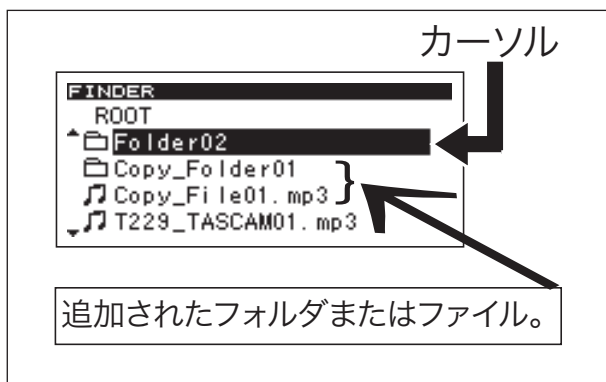 カーソル
FINDER
ROOT
Folder02
Copy_Folder01
Copy_File01.mp3
T229_TASCAM01.mp3
追加されたフォルダまたはファイル。